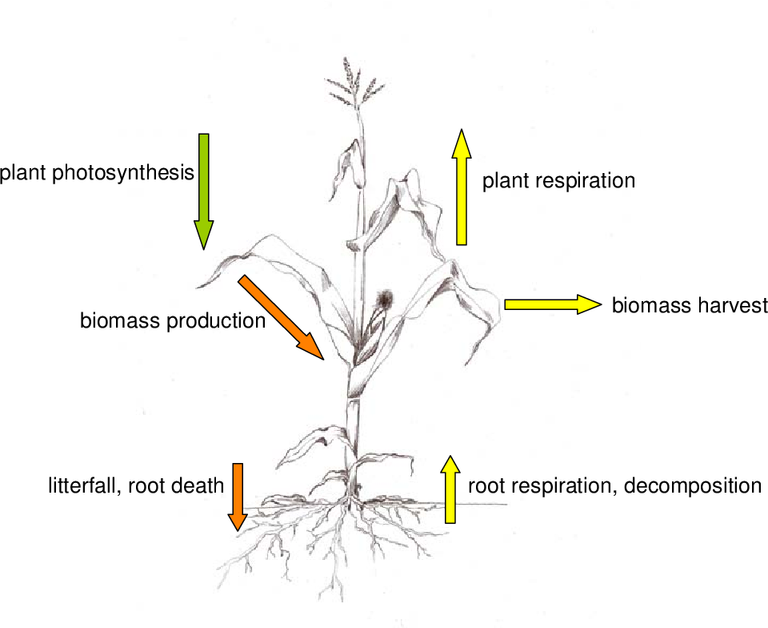 plant photosynthesis
plant respiration
biomass harvest
biomass production
litterfall, root death
root respiration, decomposition